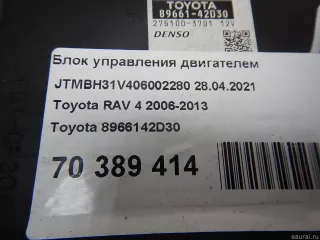 TOYOTA
89661-42D30
275100-3701 12V
DENSO
Блок управления двигателем
JTMBH31V406002280 28.04.2021
Toyota RAV 4 2006-2013
Toyota 8966142D30
70 389 414
© eaural.ru